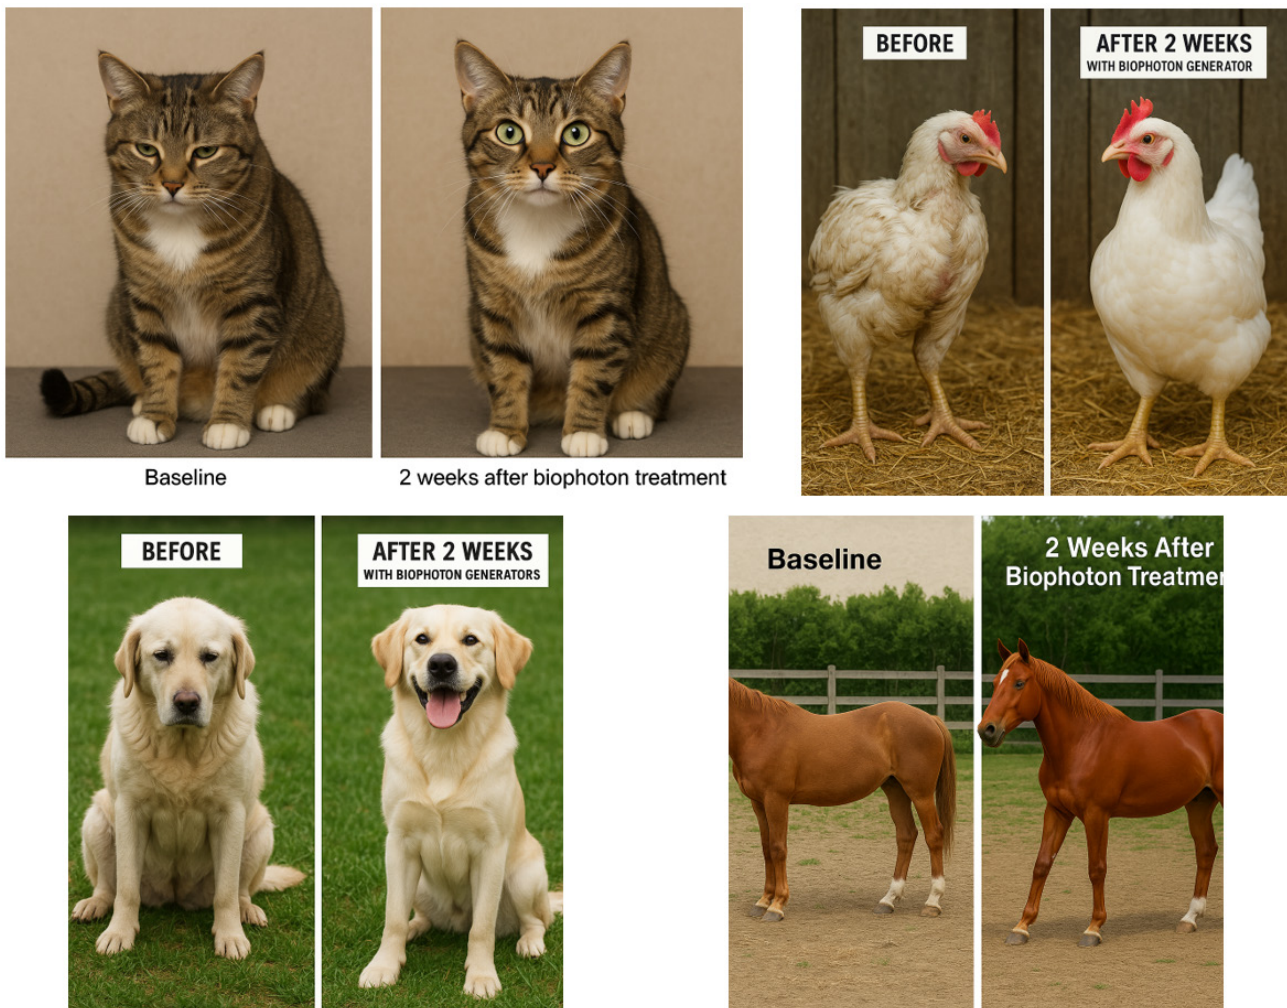 Baseline
2 weeks after biophoton treatment
BEFORE
AFTER 2 WEEKS
WITH BIOPHOTON GENERATOR
BEFORE
AFTER 2 WEEKS
WITH BIOPHOTON GENERATORS
Baseline
2 Weeks After
Biophoton Treatmen